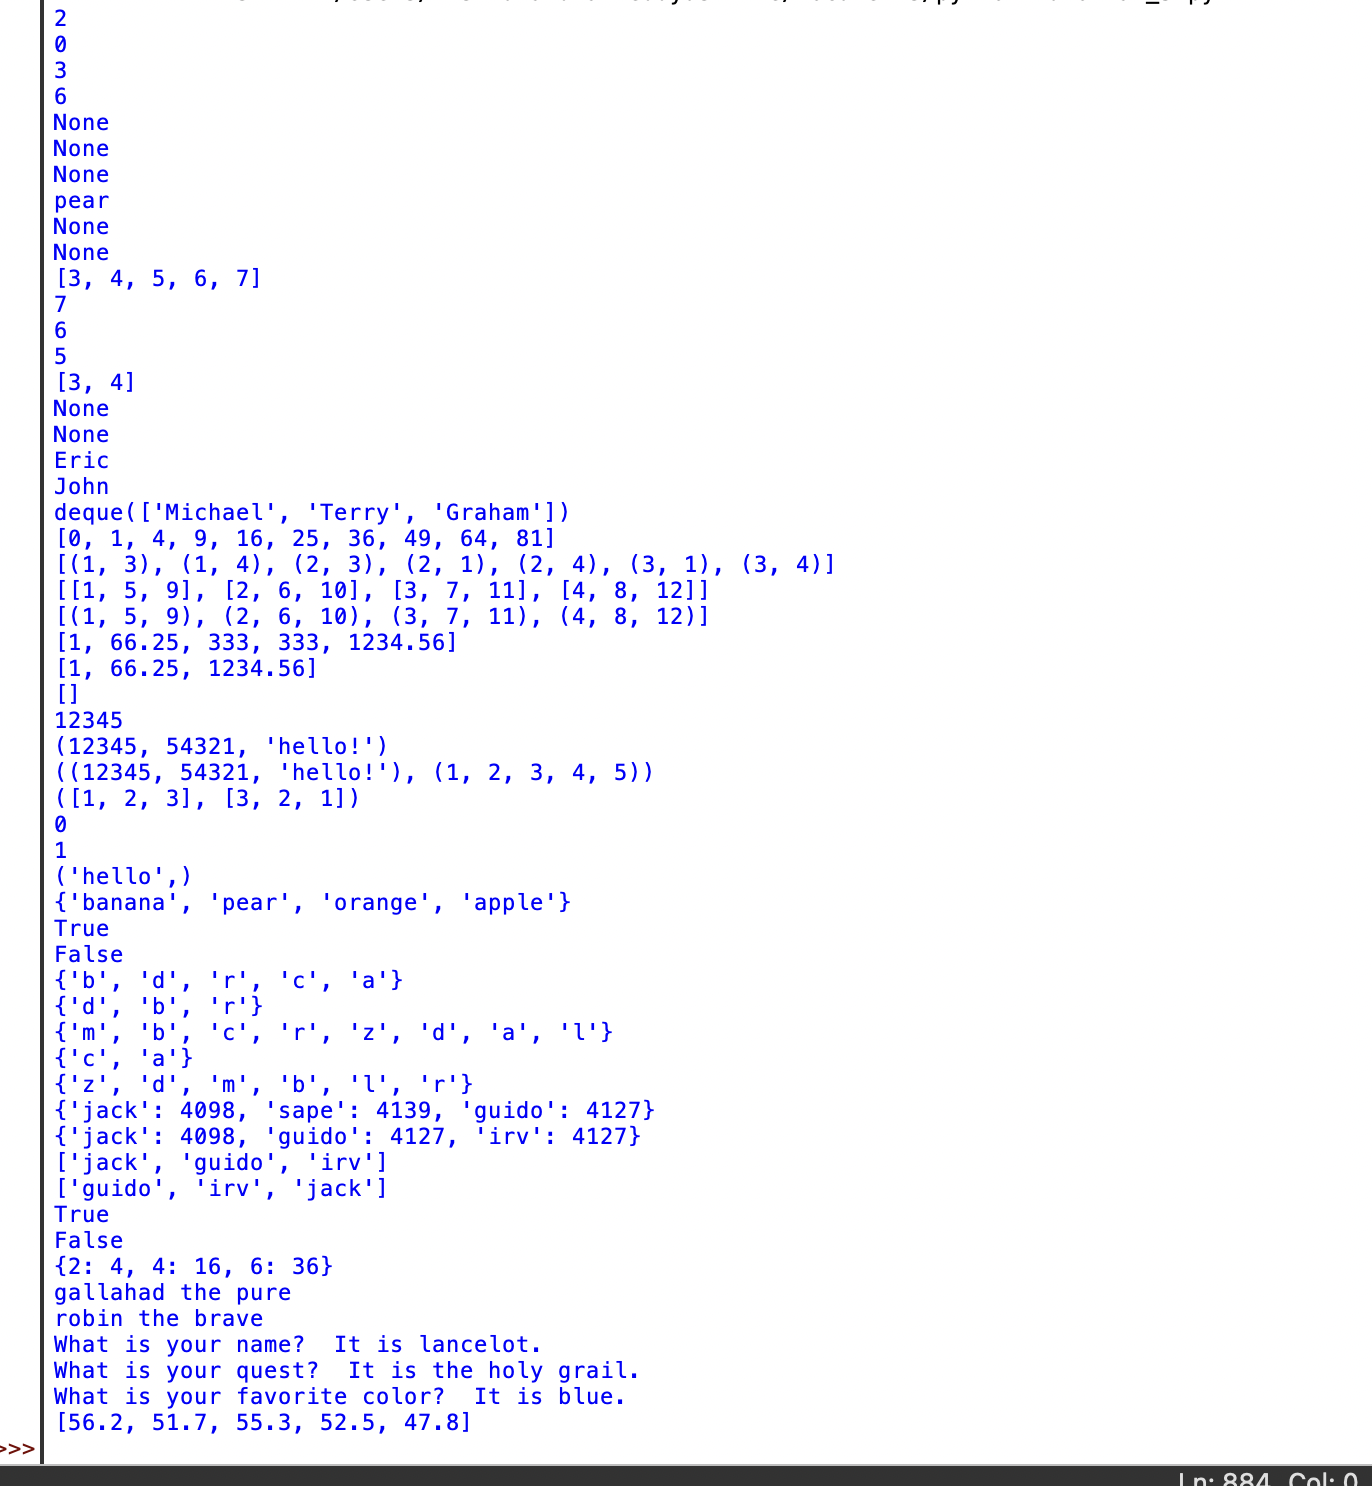 2
0
3
6
None
None
None
pear
None
None
[3, 4, 5, 6, 7]
7
6
5
[3, 4]
None
None
Eric
John
deque(['Michael', 'Terry', 'Graham'])
[0, 1, 4, 9, 16, 25, 36, 49, 64, 81]
[(1, 3), (1, 4), (2, 3), (2, 1), (2, 4), (3, 1), (3, 4)]
[[1, 5, 9], [2, 6, 10], [3, 7, 11], [4, 8, 12]]
[(1, 5, 9), (2, 6, 10), (3, 7, 11), (4, 8, 12)]
[1, 66.25, 333, 333, 1234.56]
[1, 66.25, 1234.56]
[]
12345
(12345, 54321, 'hello!')
((12345, 54321, 'hello!'), (1, 2, 3, 4, 5))
([1, 2, 3], [3, 2, 1])
0
1
('hello',)
{'banana', 'pear', 'orange', 'apple'}
True
False
{'b', 'd', 'r', 'c', 'a'}
{'d', 'b', 'r'}
{'m', 'b', 'c', 'r', 'z', 'd', 'a', 'l'}
{'c', 'a'}
{'z', 'd', 'm', 'b', 'l', 'r'}
{'jack': 4098, 'sape': 4139, 'guido': 4127}
{'jack': 4098, 'guido': 4127, 'irv': 4127}
['jack', 'guido', 'irv']
['guido', 'irv', 'jack']
True
False
{2: 4, 4: 16, 6: 36}
gallahad the pure
robin the brave
What is your name?  It is lancelot.
What is your quest?  It is the holy grail.
What is your favorite color?  It is blue.
[56.2, 51.7, 55.3, 52.5, 47.8]
>>>
Ln: 884 Col: 0